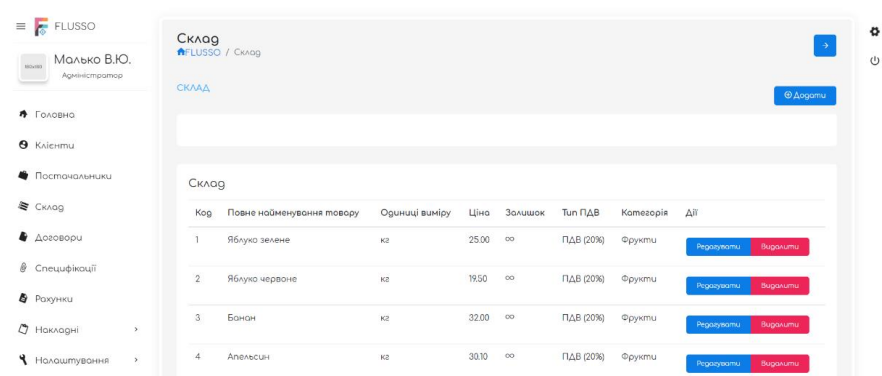 FLUSSO
Малько В.Ю.
Адміністратор
Головна
Клієнти
Постачальники
Склад
Договори
Специфікації
Рахунки
Накладні
Налаштування
Склад
FLUSSO / Склад
СКЛАД
Додати
Склад
Код Повне найменування товару Одиниці виміру Ціна Залишок Тип ПДВ Категорія Дії
1 Яблуко зелене кг 25.00 ∞ ПДВ (20%) Фрукти Редагувати Видалити
2 Яблуко червоне кг 19.50 ∞ ПДВ (20%) Фрукти Редагувати Видалити
3 Банан кг 32.00 ∞ ПДВ (20%) Фрукти Редагувати Видалити
4 Апельсин кг 30.10 ∞ ПДВ (20%) Фрукти Редагувати Видалити